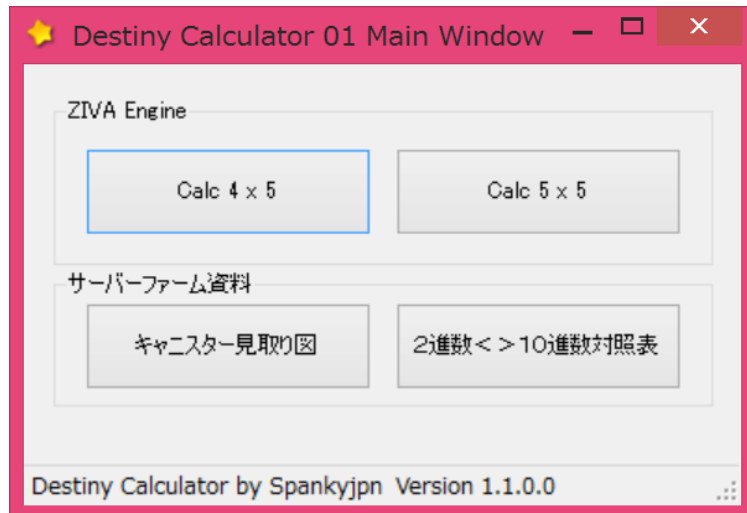 Destiny Calculator 01 Main Window
ZIVA Engine
Calc 4 x 5
Calc 5 x 5
サーバーファーム資料
キャニスター見取り図
2進数<>10進数対照表
Destiny Calculator by Spankyjpn Version 1.1.0.0